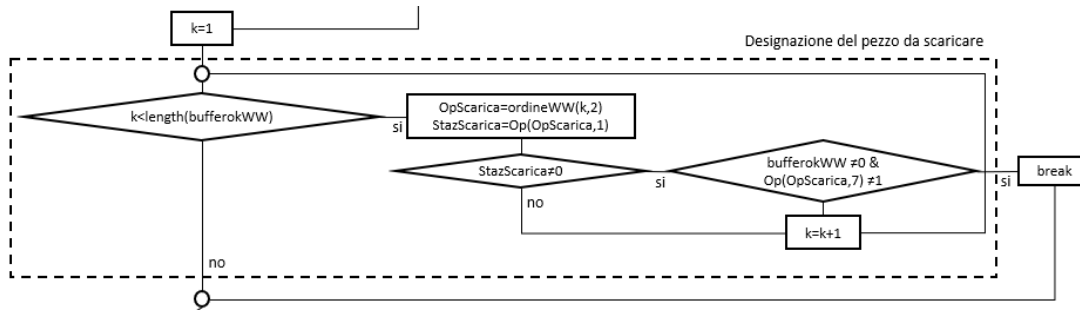 k=1
Designazione del pezzo da scaricare
k<length(bufferokWW)
si
OpScarica=ordineWW(k,2)
StazScarica=Op(OpScarica,1)
StazScarica≠0
si
bufferokWW ≠0 &
Op(OpScarica,7) ≠1
si
break
no
k=k+1
no